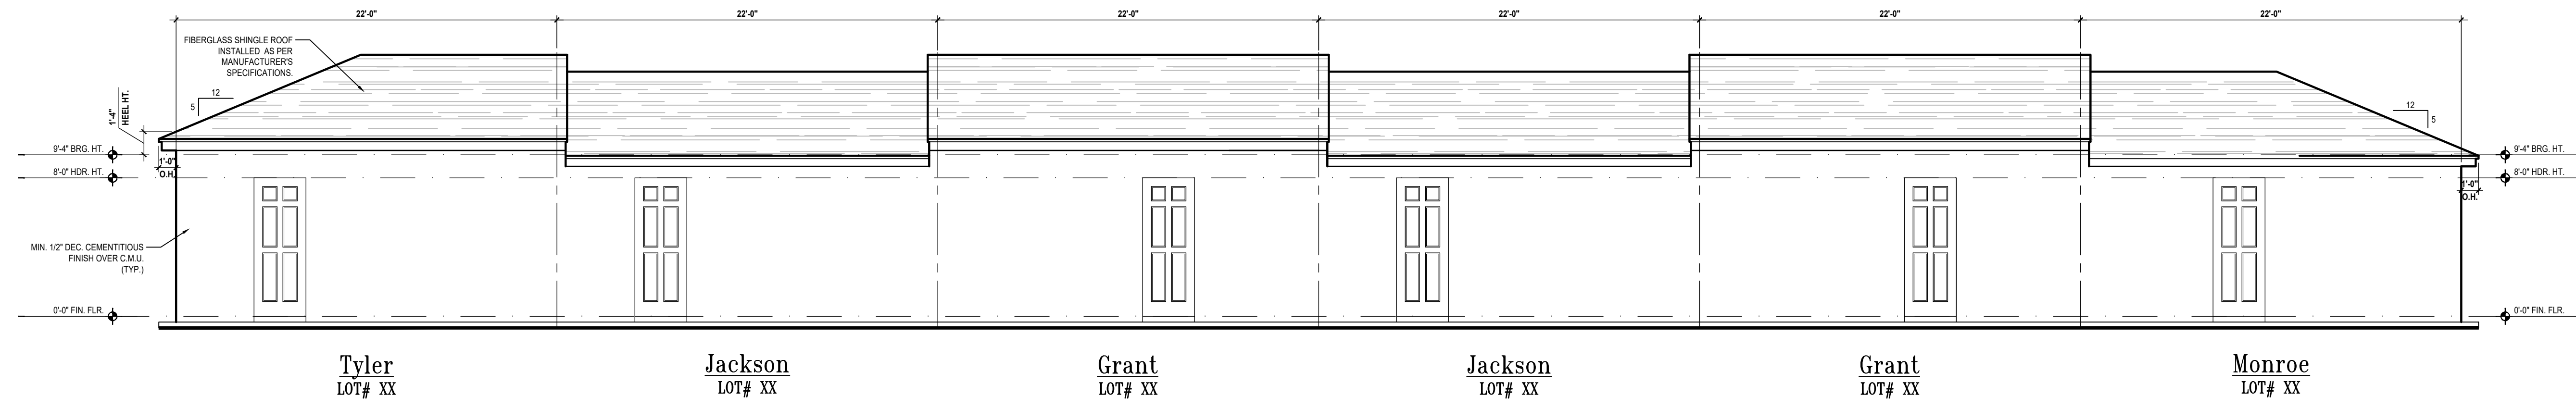 22'-0"
22'-0"
22'-0"
22'-0"
22'-0"
22'-0"
FIBERGLASS SHINGLE ROOF
INSTALLED AS PER
MANUFACTURER'S
SPECIFICATIONS.
12
5
1'-4"
HEEL HT.
12
5
9'-4" BRG. HT.
1'-0"
O.H.
8'-0" HDR. HT.
9'-4" BRG. HT.
8'-0" HDR. HT.
1'-0"
O.H.
MIN. 1/2" DEC. CEMENTITIOUS
FINISH OVER C.M.U.
(TYP.)
0'-0" FIN. FLR.
0'-0" FIN. FLR.
Tyler
LOT# XX
Jackson
LOT# XX
Grant
LOT# XX
Jackson
LOT# XX
Grant
LOT# XX
Monroe
LOT# XX